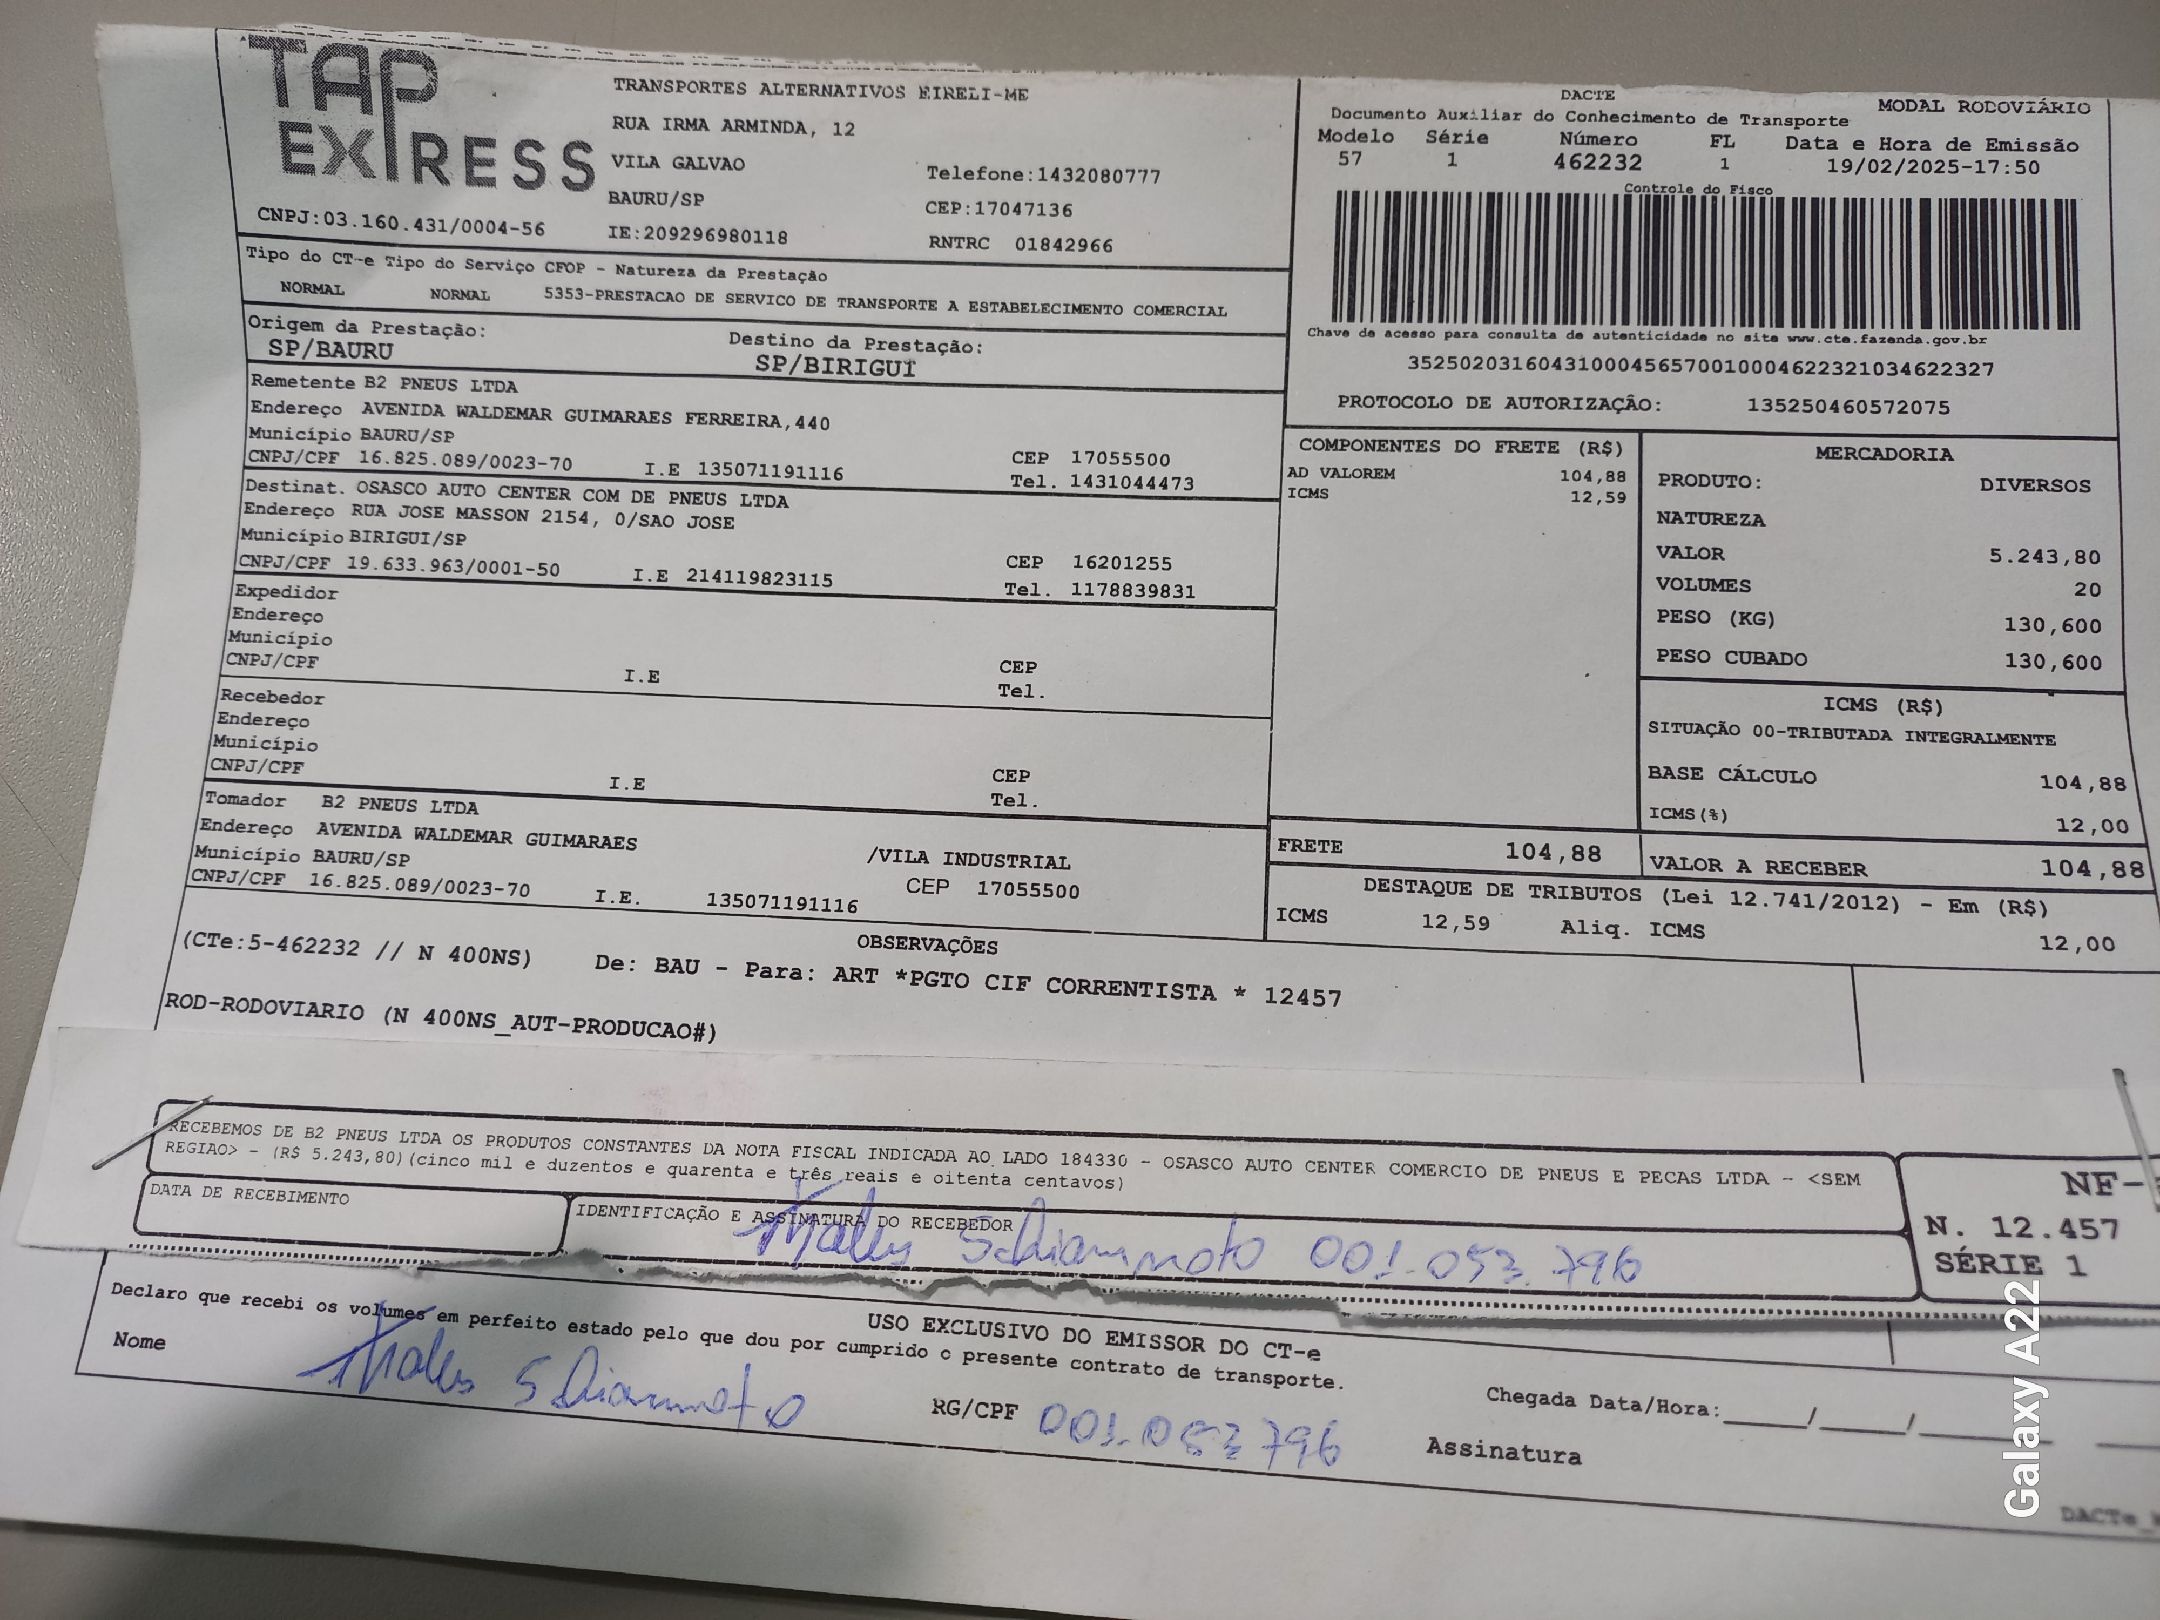 TAP EXPRESS
TRANSPORTES ALTERNATIVOS EIRELI-ME
RUA IRMA ARMINDA, 12
VILA GALVAO
Telefone:1432080777
BAURU/SP
CEP:17047136
CNPJ:03.160.431/0004-56
IE:209296980118
RNTRC 01842966
DACTE
MODAL RODOVIÁRIO
Documento Auxiliar do Conhecimento de Transporte
Modelo Série Número FL Data e Hora de Emissão
57 1 462232 1 19/02/2025-17:50
Controle do Fisco
Chave de acesso para consulta de autenticidade no site www.cte.fazenda.gov.br
35250203160431000456570010004622321034622327
PROTOCOLO DE AUTORIZAÇÃO: 135250460572075
Tipo do CT-e Tipo do Serviço CFOP - Natureza da Prestação
NORMAL NORMAL 5353-PRESTACAO DE SERVICO DE TRANSPORTE A ESTABELECIMENTO COMERCIAL
Origem da Prestação: Destino da Prestação:
SP/BAURU SP/BIRIGUI
Remetente B2 PNEUS LTDA
Endereço AVENIDA WALDEMAR GUIMARAES FERREIRA,440
Município BAURU/SP CEP 17055500
CNPJ/CPF 16.825.089/0023-70 I.E 135071191116 Tel. 1431044473
Destinat. OSASCO AUTO CENTER COM DE PNEUS LTDA
Endereço RUA JOSE MASSON 2154, 0/SAO JOSE
Município BIRIGUI/SP CEP 16201255
CNPJ/CPF 19.633.963/0001-50 I.E 214119823115 Tel. 1178839831
Expedidor
Endereço
Município CEP
CNPJ/CPF I.E Tel.
Recebedor
Endereço
Município CEP
CNPJ/CPF I.E Tel.
Tomador B2 PNEUS LTDA
Endereço AVENIDA WALDEMAR GUIMARAES /VILA INDUSTRIAL
Município BAURU/SP CEP 17055500
CNPJ/CPF 16.825.089/0023-70 I.E. 135071191116
COMPONENTES DO FRETE (R$)
AD VALOREM 104,88
ICMS 12,59
MERCADORIA
PRODUTO: DIVERSOS
NATUREZA
VALOR 5.243,80
VOLUMES 20
PESO (KG) 130,600
PESO CUBADO 130,600
ICMS (R$)
SITUAÇÃO 00-TRIBUTADA INTEGRALMENTE
BASE CÁLCULO 104,88
ICMS(%) 12,00
FRETE 104,88 VALOR A RECEBER 104,88
DESTAQUE DE TRIBUTOS (Lei 12.741/2012) - Em (R$)
ICMS 12,59 Aliq. ICMS 12,00
OBSERVAÇÕES
(CTe:5-462232 // N 400NS) De: BAU - Para: ART *PGTO CIF CORRENTISTA * 12457
ROD-RODOVIARIO (N 400NS_AUT-PRODUCAO#)
RECEBEMOS DE B2 PNEUS LTDA OS PRODUTOS CONSTANTES DA NOTA FISCAL INDICADA AO LADO 184330 - OSASCO AUTO CENTER COMERCIO DE PNEUS E PECAS LTDA - <SEM
REGIAO> - (R$ 5.243,80)(cinco mil e duzentos e quarenta e três reais e oitenta centavos)
NF-
N. 12.457
SÉRIE 1
DATA DE RECEBIMENTO
IDENTIFICAÇÃO E ASSINATURA DO RECEBEDOR
001.053.796
USO EXCLUSIVO DO EMISSOR DO CT-e
Declaro que recebi os volumes em perfeito estado pelo que dou por cumprido o presente contrato de transporte.
Nome RG/CPF 001.053 796
Chegada Data/Hora:____/____/____
Assinatura
DACTe_
Galaxy A22